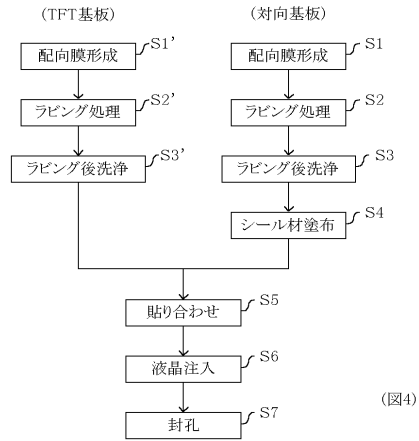 (TFT基板) (対向基板)
配向膜形成 S1' 配向膜形成 S1
ラビング処理 S2' ラビング処理 S2
ラビング後洗浄 S3' ラビング後洗浄 S3
シール材塗布 S4
貼り合わせ S5
液晶注入 S6
封孔 S7
(図4)